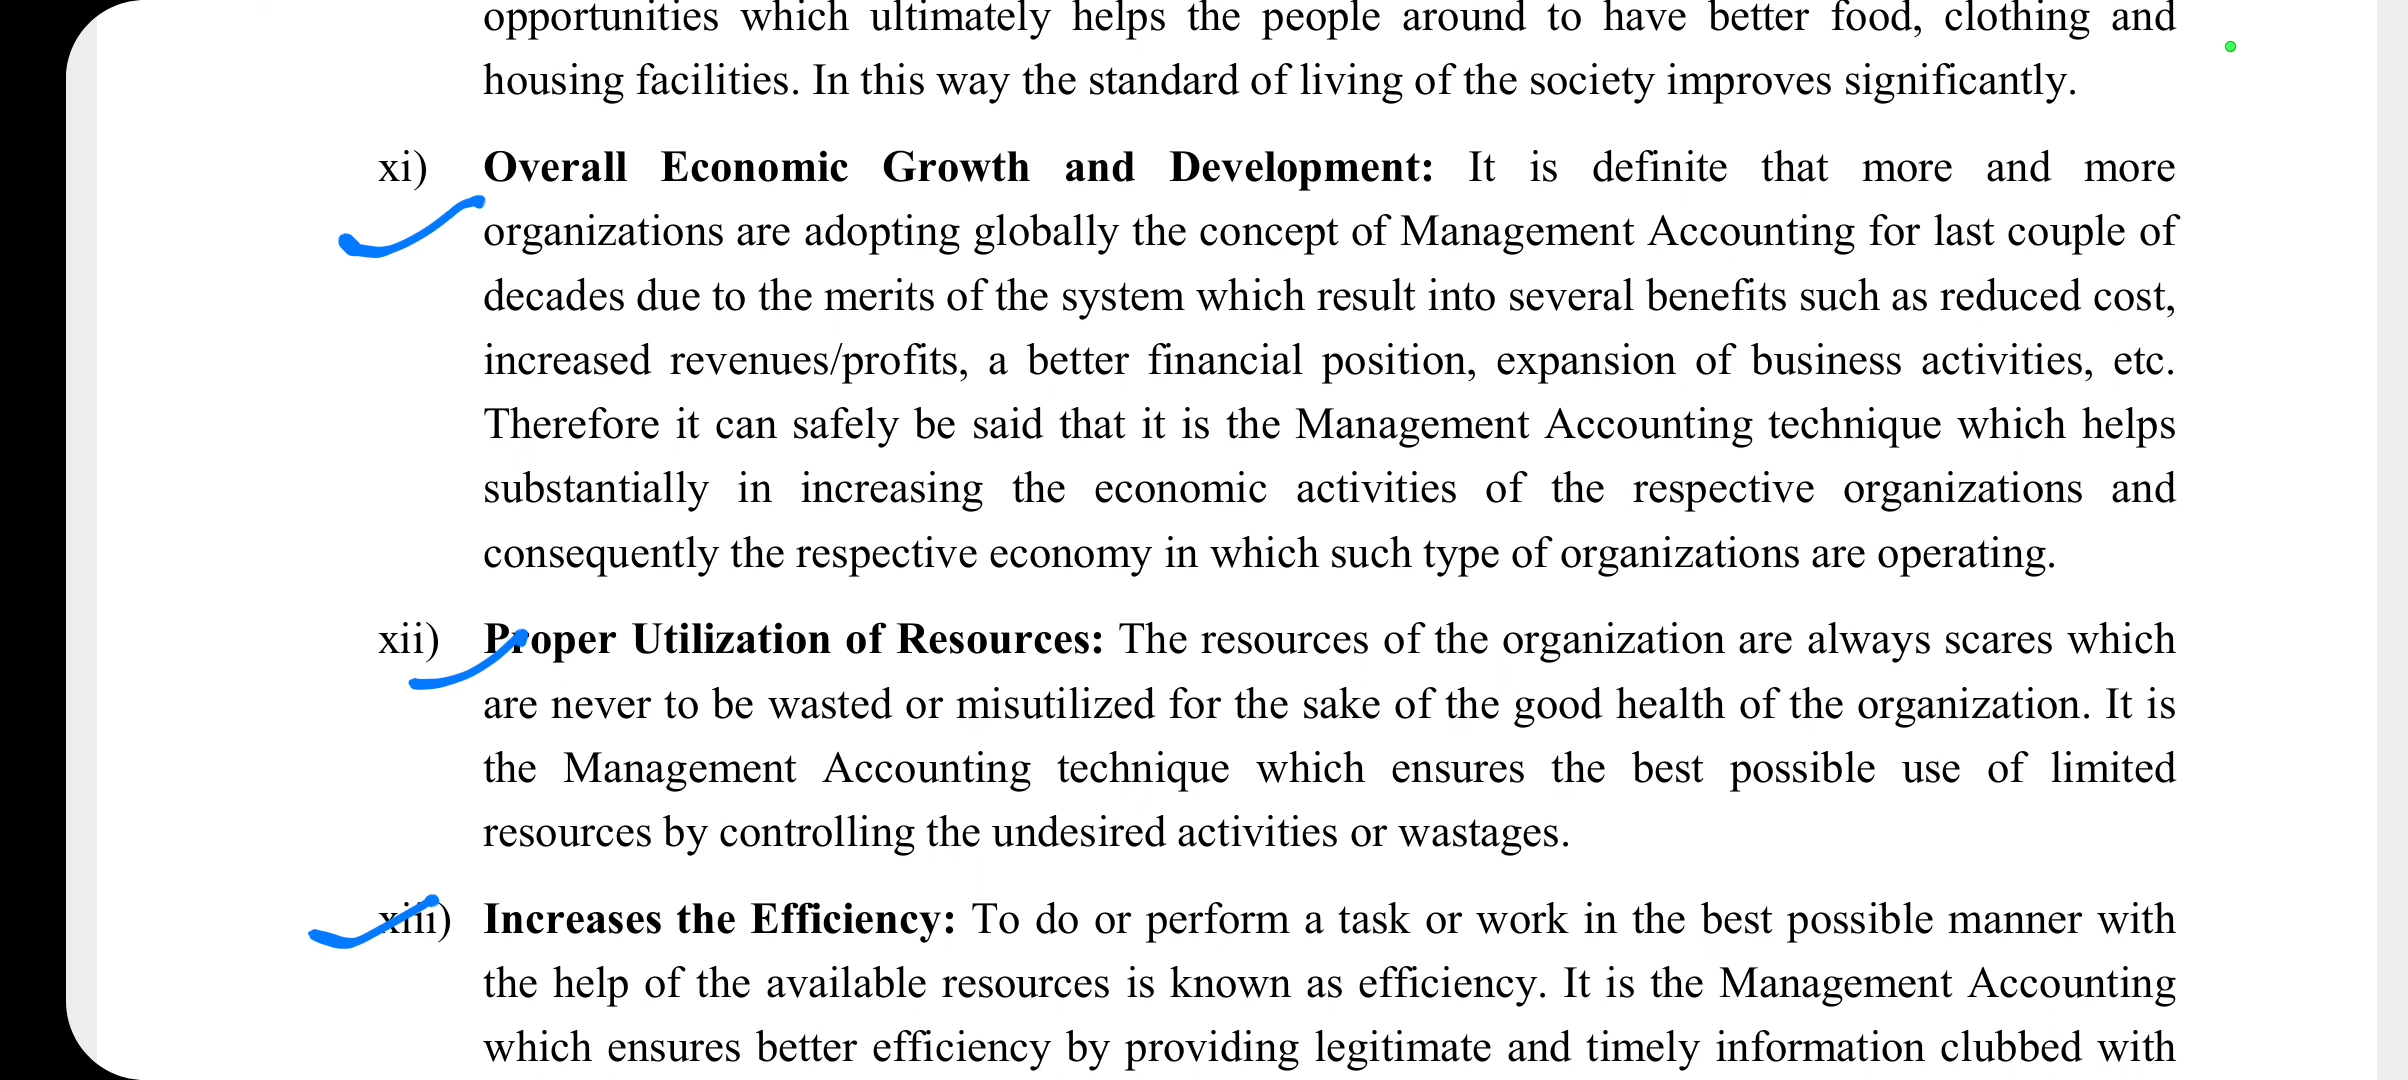 opportunities which ultimately helps the people around to have better food, clothing and
housing facilities. In this way the standard of living of the society improves significantly.
xi) Overall Economic Growth and Development: It is definite that more and more
organizations are adopting globally the concept of Management Accounting for last couple of
decades due to the merits of the system which result into several benefits such as reduced cost,
increased revenues/profits, a better financial position, expansion of business activities, etc.
Therefore it can safely be said that it is the Management Accounting technique which helps
substantially in increasing the economic activities of the respective organizations and
consequently the respective economy in which such type of organizations are operating.
xii) Proper Utilization of Resources: The resources of the organization are always scares which
are never to be wasted or misutilized for the sake of the good health of the organization. It is
the Management Accounting technique which ensures the best possible use of limited
resources by controlling the undesired activities or wastages.
xiii) Increases the Efficiency: To do or perform a task or work in the best possible manner with
the help of the available resources is known as efficiency. It is the Management Accounting
which ensures better efficiency by providing legitimate and timely information clubbed with